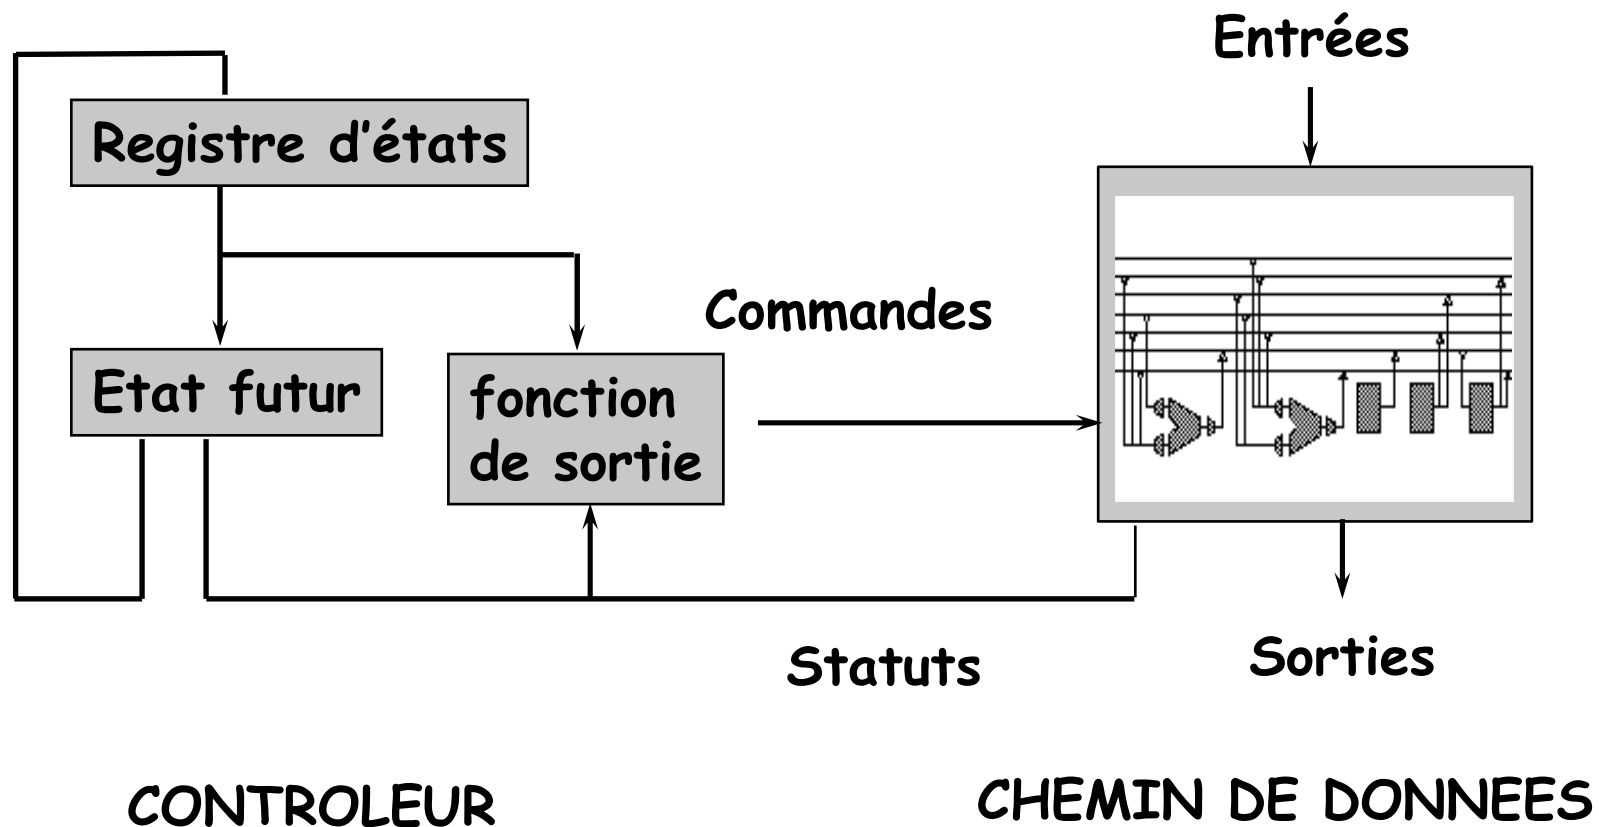 Entrées
Registre d'états
Commandes
Etat futur
fonction
de sortie
Statuts
Sorties
CONTROLEUR
CHEMIN DE DONNEES